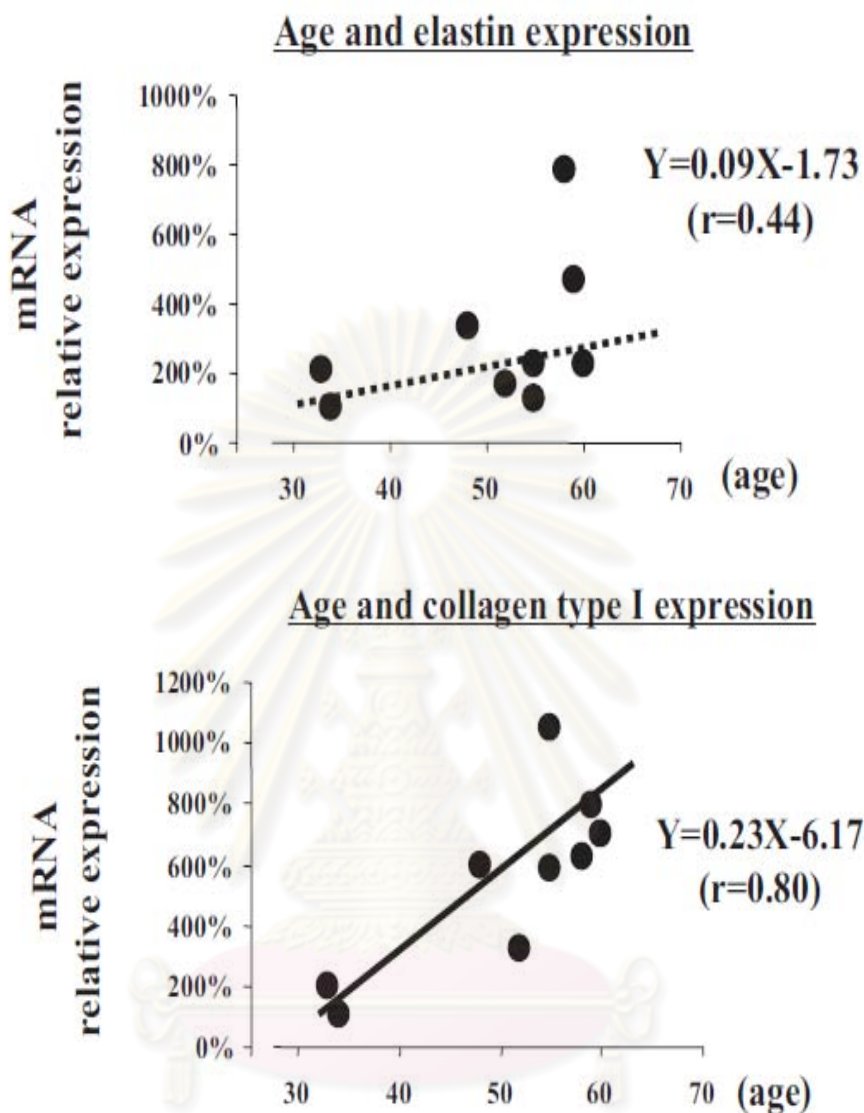 Age and elastin expression
mRNA
relative expression
1000%
800%
600%
400%
200%
0%
Y=0.09X-1.73
(r=0.44)
30 40 50 60 70 (age)
Age and collagen type I expression
mRNA
relative expression
1200%
1000%
800%
600%
400%
200%
0%
Y=0.23X-6.17
(r=0.80)
30 40 50 60 70 (age)